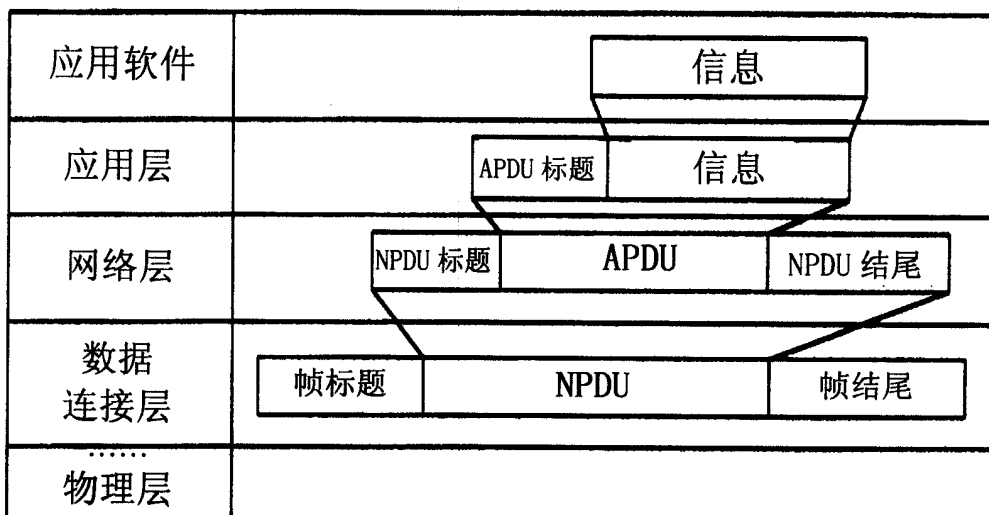 应用软件
信息
应用层
APDU 标题
信息
网络层
NPDU 标题
APDU
NPDU 结尾
数据
连接层
帧标题
NPDU
帧结尾
......
物理层